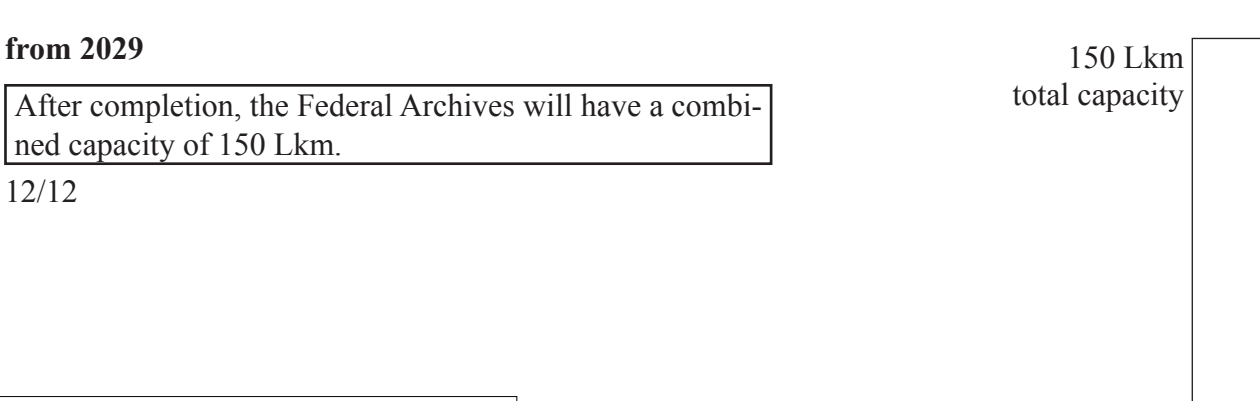 from 2029
After completion, the Federal Archives will have a combi-
ned capacity of 150 Lkm.
12/12
150 Lkm
total capacity